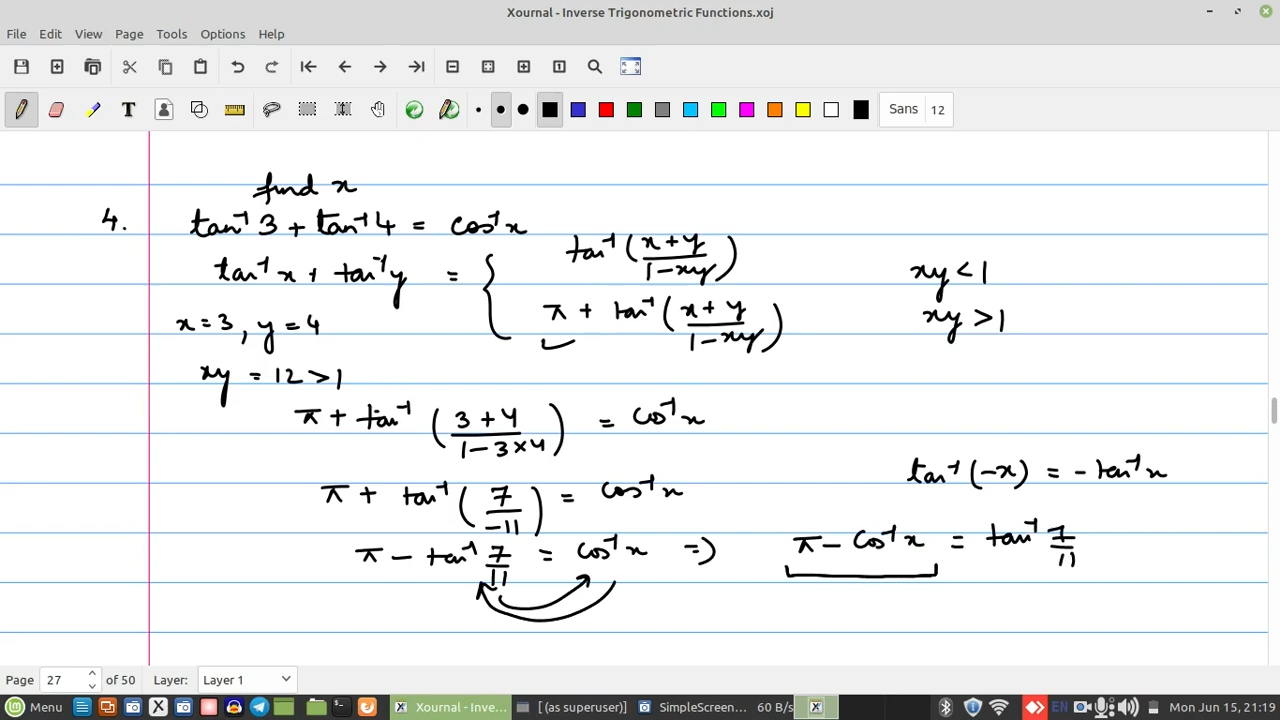 Xournal - Inverse Trigonometric Functions.xoj
File Edit View Page Tools Options Help
Sans 12
find x
4. tan⁻¹ 3 + tan⁻¹ 4 = cos⁻¹ x
tan⁻¹ x + tan⁻¹ y = { tan⁻¹ ( (x+y)/(1-xy) ) xy < 1
π + tan⁻¹ ( (x+y)/(1-xy) ) xy > 1
x = 3, y = 4
xy = 12 > 1
π + tan⁻¹ ( (3+4)/(1-3×4) ) = cos⁻¹ x
tan⁻¹ (-x) = - tan⁻¹ x
π + tan⁻¹ ( 7/-11 ) = cos⁻¹ x
π - tan⁻¹ 7/11 = cos⁻¹ x ⇒ π - cos⁻¹ x = tan⁻¹ 7/11
Page 27 of 50 Layer: Layer 1
Menu Xournal - Inve... [ (as superuser)] SimpleScreen... 60 B/s EN Mon Jun 15, 21:19